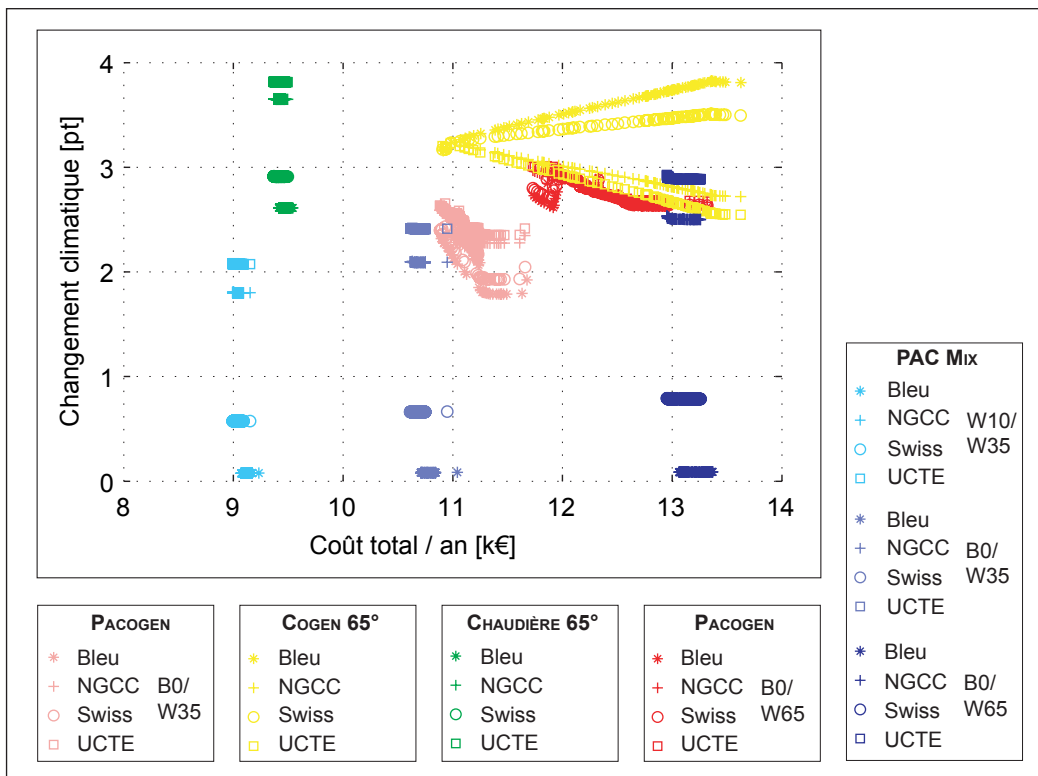 4
3
2
1
0
Changement climatique [pt]
8 9 10 11 12 13 14
Coût total / an [k€]
PACOGEN
Bleu
NGCC B0/
Swiss W35
UCTE
COGEN 65°
Bleu
NGCC
Swiss
UCTE
CHAUDIÈRE 65°
Bleu
NGCC
Swiss
UCTE
PACOGEN
Bleu
NGCC B0/
Swiss W65
UCTE
PAC MIX
Bleu
NGCC W10/
Swiss W35
UCTE
Bleu
NGCC B0/
Swiss W35
UCTE
Bleu
NGCC B0/
Swiss W65
UCTE